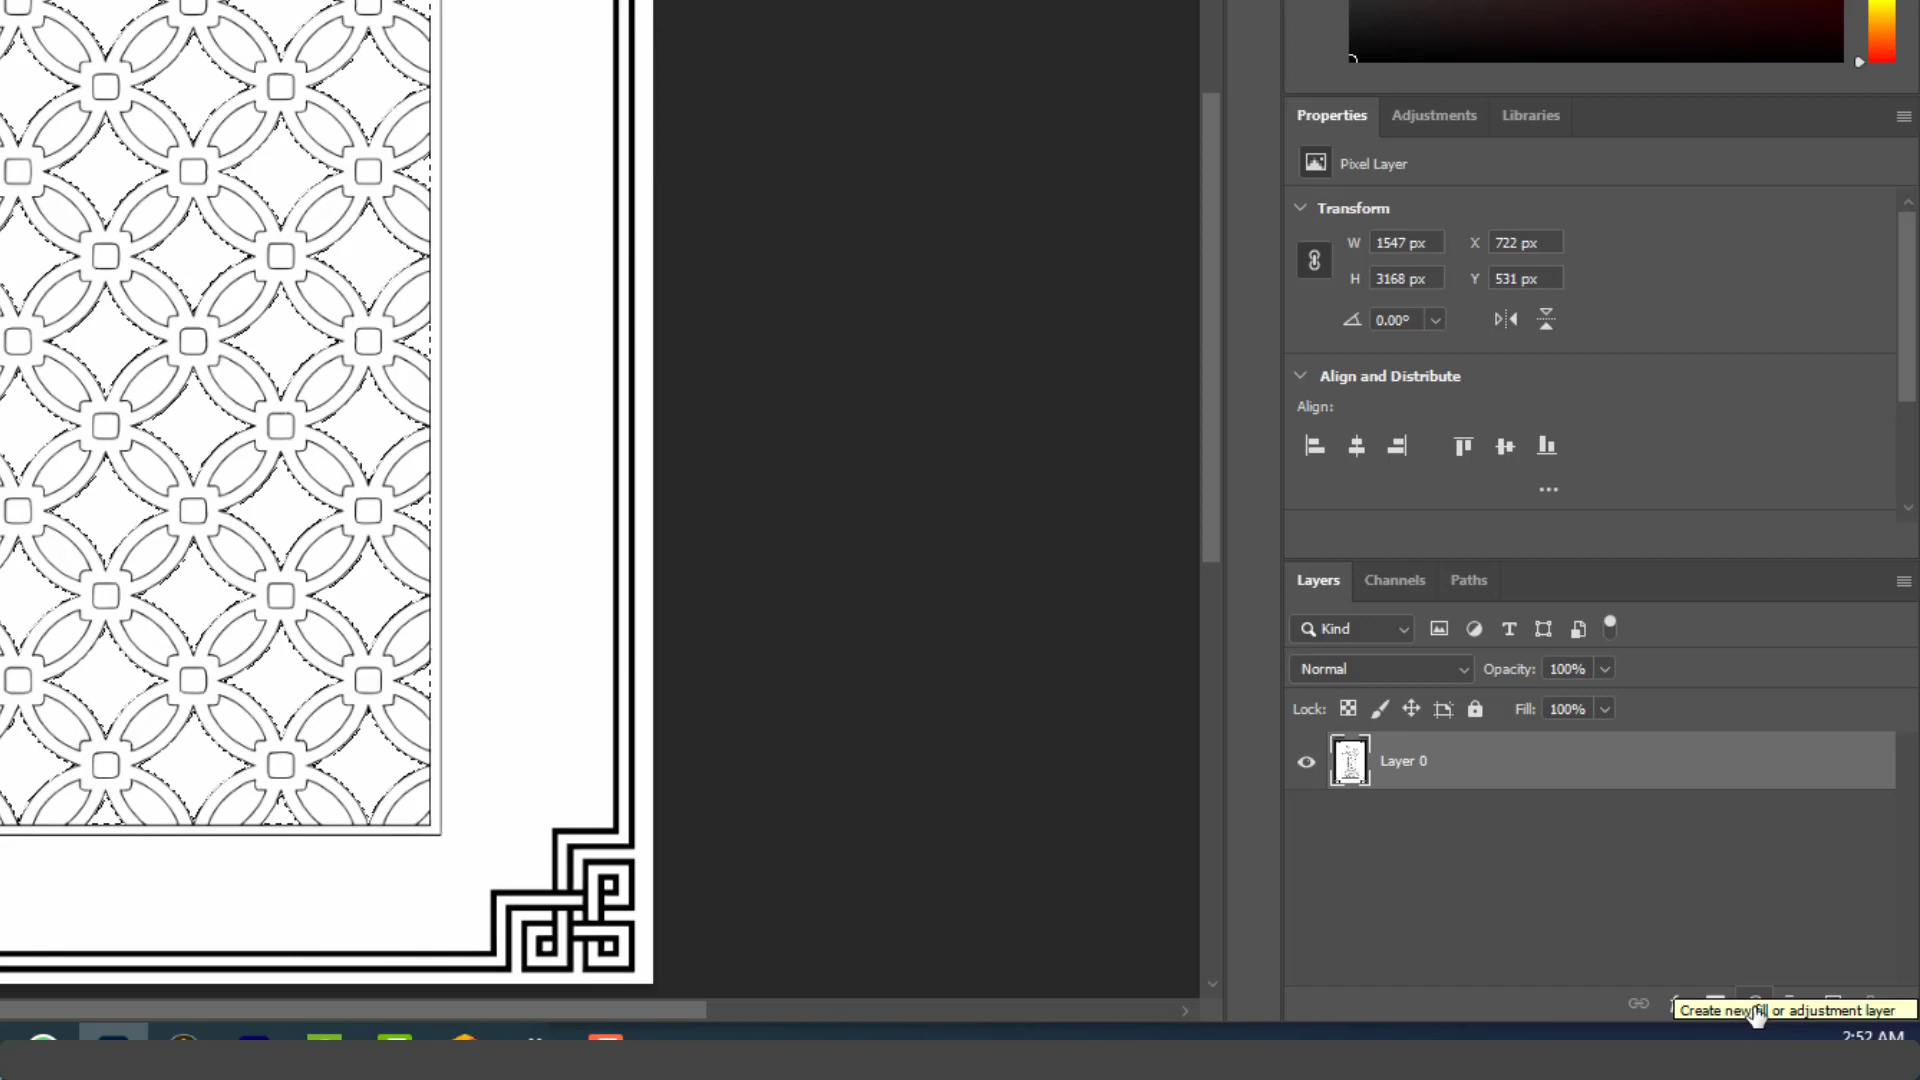 Properties Adjustments Libraries
Pixel Layer
Transform
W 1547 px X 722 px
H 3168 px Y 531 px
0.00°
Align and Distribute
Align:
Layers Channels Paths
Kind
Normal Opacity: 100%
Lock: Fill: 100%
Layer 0
Create new fill or adjustment layer
2:52 AM